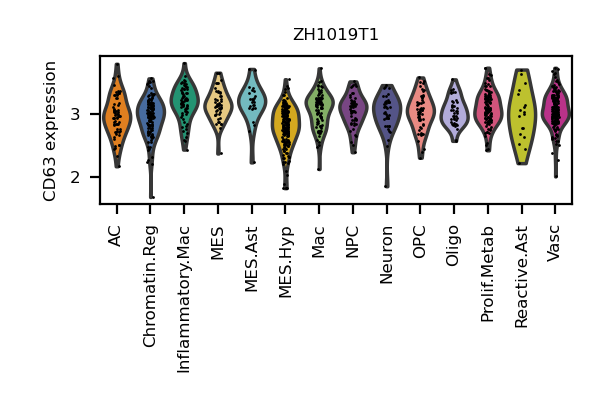 ZH1019T1
CD63 expression
3
2
AC
Chromatin.Reg
Inflammatory.Mac
MES
MES.Ast
MES.Hyp
Mac
NPC
Neuron
OPC
Oligo
Prolif.Metab
Reactive.Ast
Vasc